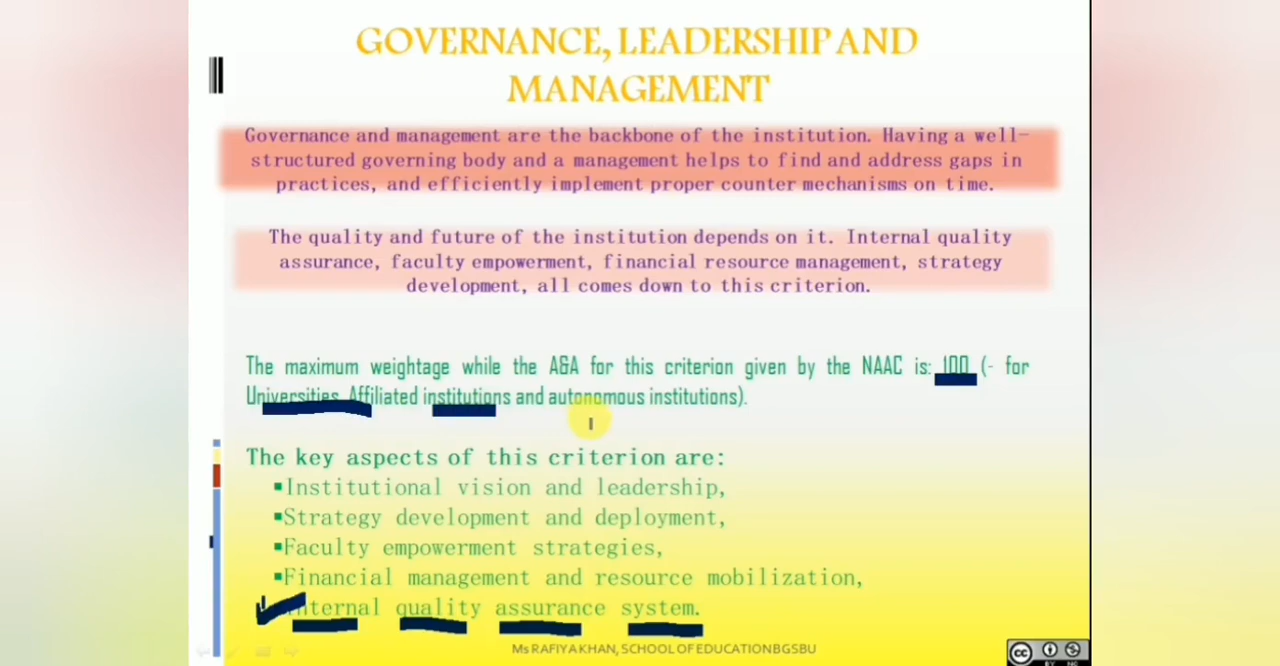 GOVERNANCE, LEADERSHIP AND
MANAGEMENT
Governance and management are the backbone of the institution. Having a well-
structured governing body and a management helps to find and address gaps in
practices, and efficiently implement proper counter mechanisms on time.
The quality and future of the institution depends on it. Internal quality
assurance, faculty empowerment, financial resource management, strategy
development, all comes down to this criterion.
The maximum weightage while the A&A for this criterion given by the NAAC is: 100 (- for
Universities, Affiliated institutions and autonomous institutions).
The key aspects of this criterion are:
▪Institutional vision and leadership,
▪Strategy development and deployment,
▪Faculty empowerment strategies,
▪Financial management and resource mobilization,
Internal quality assurance system.
Ms RAFIYA KHAN, SCHOOL OF EDUCATION BGSBU
cc
BY NC